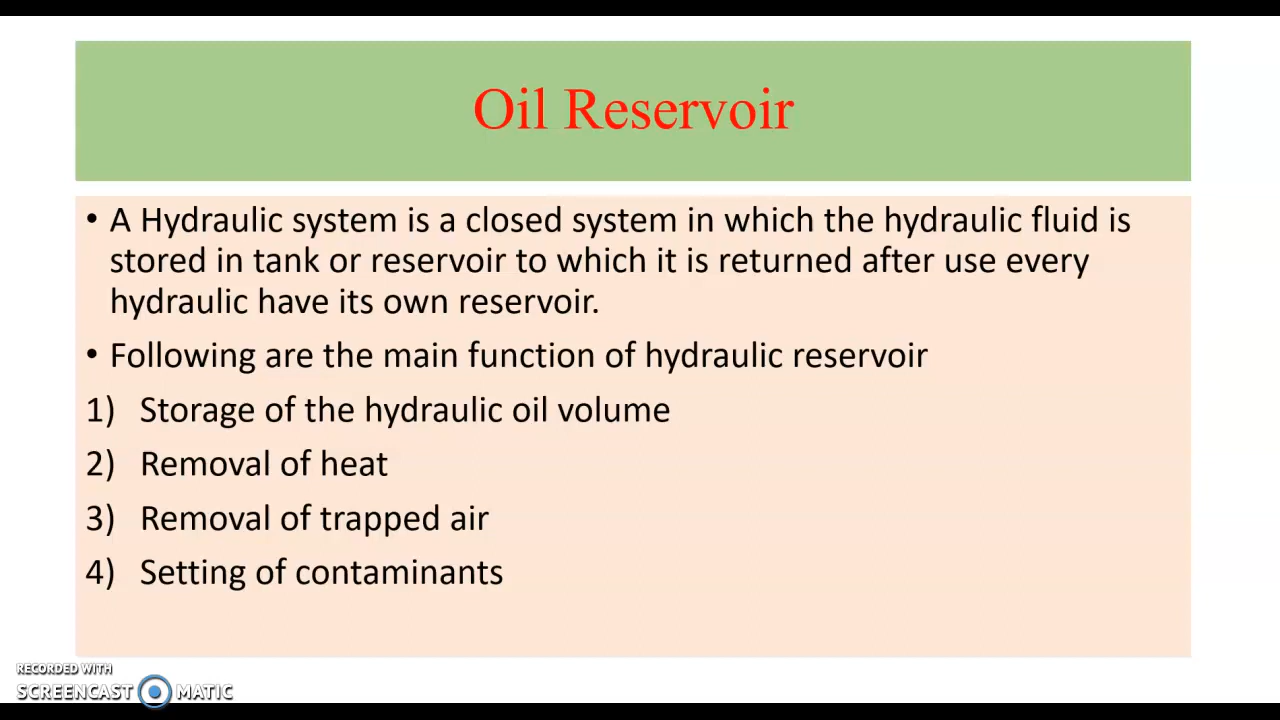 Oil Reservoir
• A Hydraulic system is a closed system in which the hydraulic fluid is
stored in tank or reservoir to which it is returned after use every
hydraulic have its own reservoir.
• Following are the main function of hydraulic reservoir
1) Storage of the hydraulic oil volume
2) Removal of heat
3) Removal of trapped air
4) Setting of contaminants
RECORDED WITH
SCREENCAST MATIC